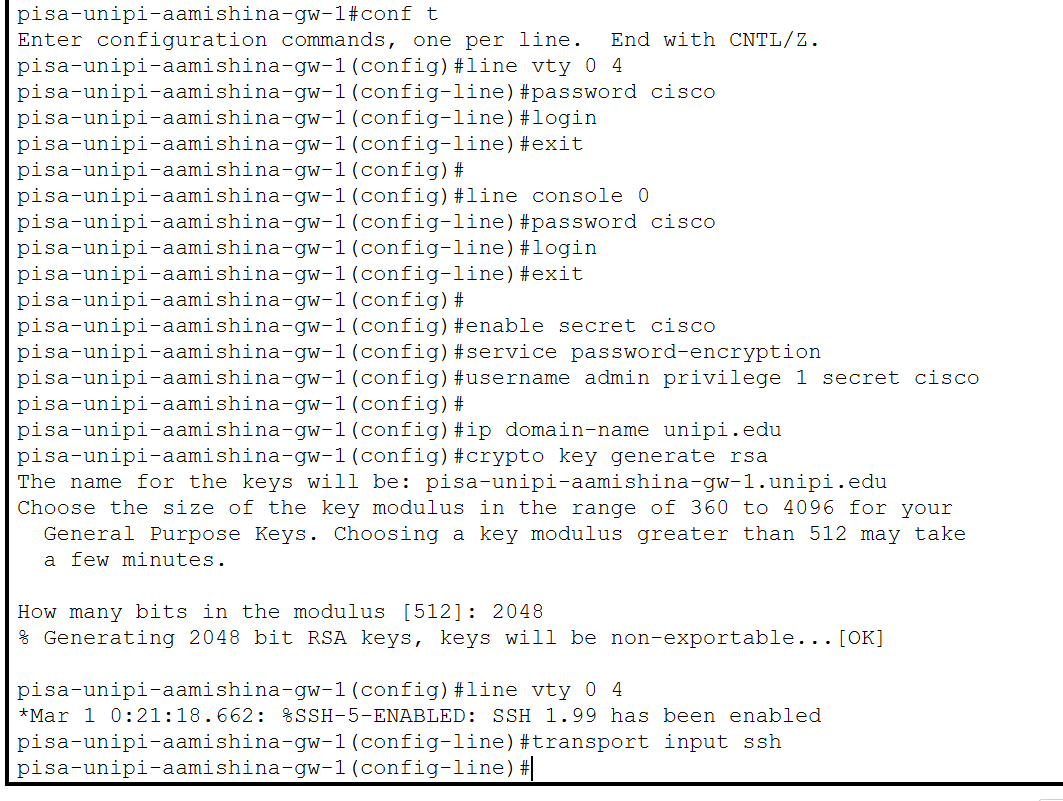 pisa-unipi-aamishina-gw-1#conf t
Enter configuration commands, one per line.  End with CNTL/Z.
pisa-unipi-aamishina-gw-1(config)#line vty 0 4
pisa-unipi-aamishina-gw-1(config-line)#password cisco
pisa-unipi-aamishina-gw-1(config-line)#login
pisa-unipi-aamishina-gw-1(config-line)#exit
pisa-unipi-aamishina-gw-1(config)#
pisa-unipi-aamishina-gw-1(config)#line console 0
pisa-unipi-aamishina-gw-1(config-line)#password cisco
pisa-unipi-aamishina-gw-1(config-line)#login
pisa-unipi-aamishina-gw-1(config-line)#exit
pisa-unipi-aamishina-gw-1(config)#
pisa-unipi-aamishina-gw-1(config)#enable secret cisco
pisa-unipi-aamishina-gw-1(config)#service password-encryption
pisa-unipi-aamishina-gw-1(config)#username admin privilege 1 secret cisco
pisa-unipi-aamishina-gw-1(config)#
pisa-unipi-aamishina-gw-1(config)#ip domain-name unipi.edu
pisa-unipi-aamishina-gw-1(config)#crypto key generate rsa
The name for the keys will be: pisa-unipi-aamishina-gw-1.unipi.edu
Choose the size of the key modulus in the range of 360 to 4096 for your
  General Purpose Keys. Choosing a key modulus greater than 512 may take
  a few minutes.

How many bits in the modulus [512]: 2048
% Generating 2048 bit RSA keys, keys will be non-exportable...[OK]

pisa-unipi-aamishina-gw-1(config)#line vty 0 4
*Mar 1 0:21:18.662: %SSH-5-ENABLED: SSH 1.99 has been enabled
pisa-unipi-aamishina-gw-1(config-line)#transport input ssh
pisa-unipi-aamishina-gw-1(config-line)#